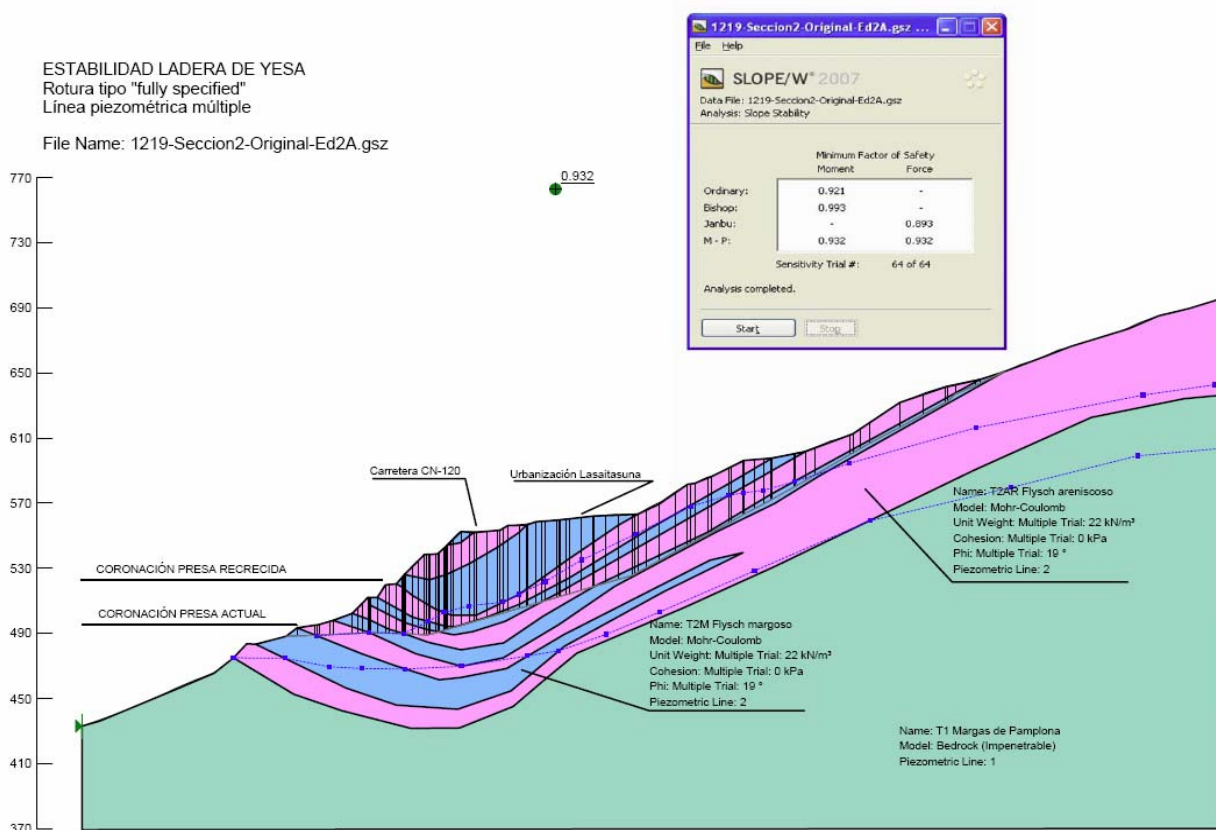 ESTABILIDAD LADERA DE YESA
Rotura tipo "fully specified"
Línea piezométrica múltiple
File Name: 1219-Seccion2-Original-Ed2A.gsz
1219-Seccion2-Original-Ed2A.gsz ...
File Help
SLOPE/W® 2007
Data File: 1219-Seccion2-Original-Ed2A.gsz
Analysis: Slope Stability
Minimum Factor of Safety
Moment Force
Ordinary: 0.921 -
Bishop: 0.993 -
Janbu: - 0.893
M - P: 0.932 0.932
Sensitivity Trial #: 64 of 64
Analysis completed.
Start Stop
0.932
770
730
690
650
610
570
530
490
450
410
370
Carretera CN-120
Urbanización Lasaitasuna
CORONACIÓN PRESA RECRECIDA
CORONACIÓN PRESA ACTUAL
Name: T2AR Flysch areniscoso
Model: Mohr-Coulomb
Unit Weight: Multiple Trial: 22 kN/m³
Cohesion: Multiple Trial: 0 kPa
Phi: Multiple Trial: 19 °
Piezometric Line: 2
Name: T2M Flysch margoso
Model: Mohr-Coulomb
Unit Weight: Multiple Trial: 22 kN/m³
Cohesion: Multiple Trial: 0 kPa
Phi: Multiple Trial: 19 °
Piezometric Line: 2
Name: T1 Margas de Pamplona
Model: Bedrock (Impenetrable)
Piezometric Line: 1